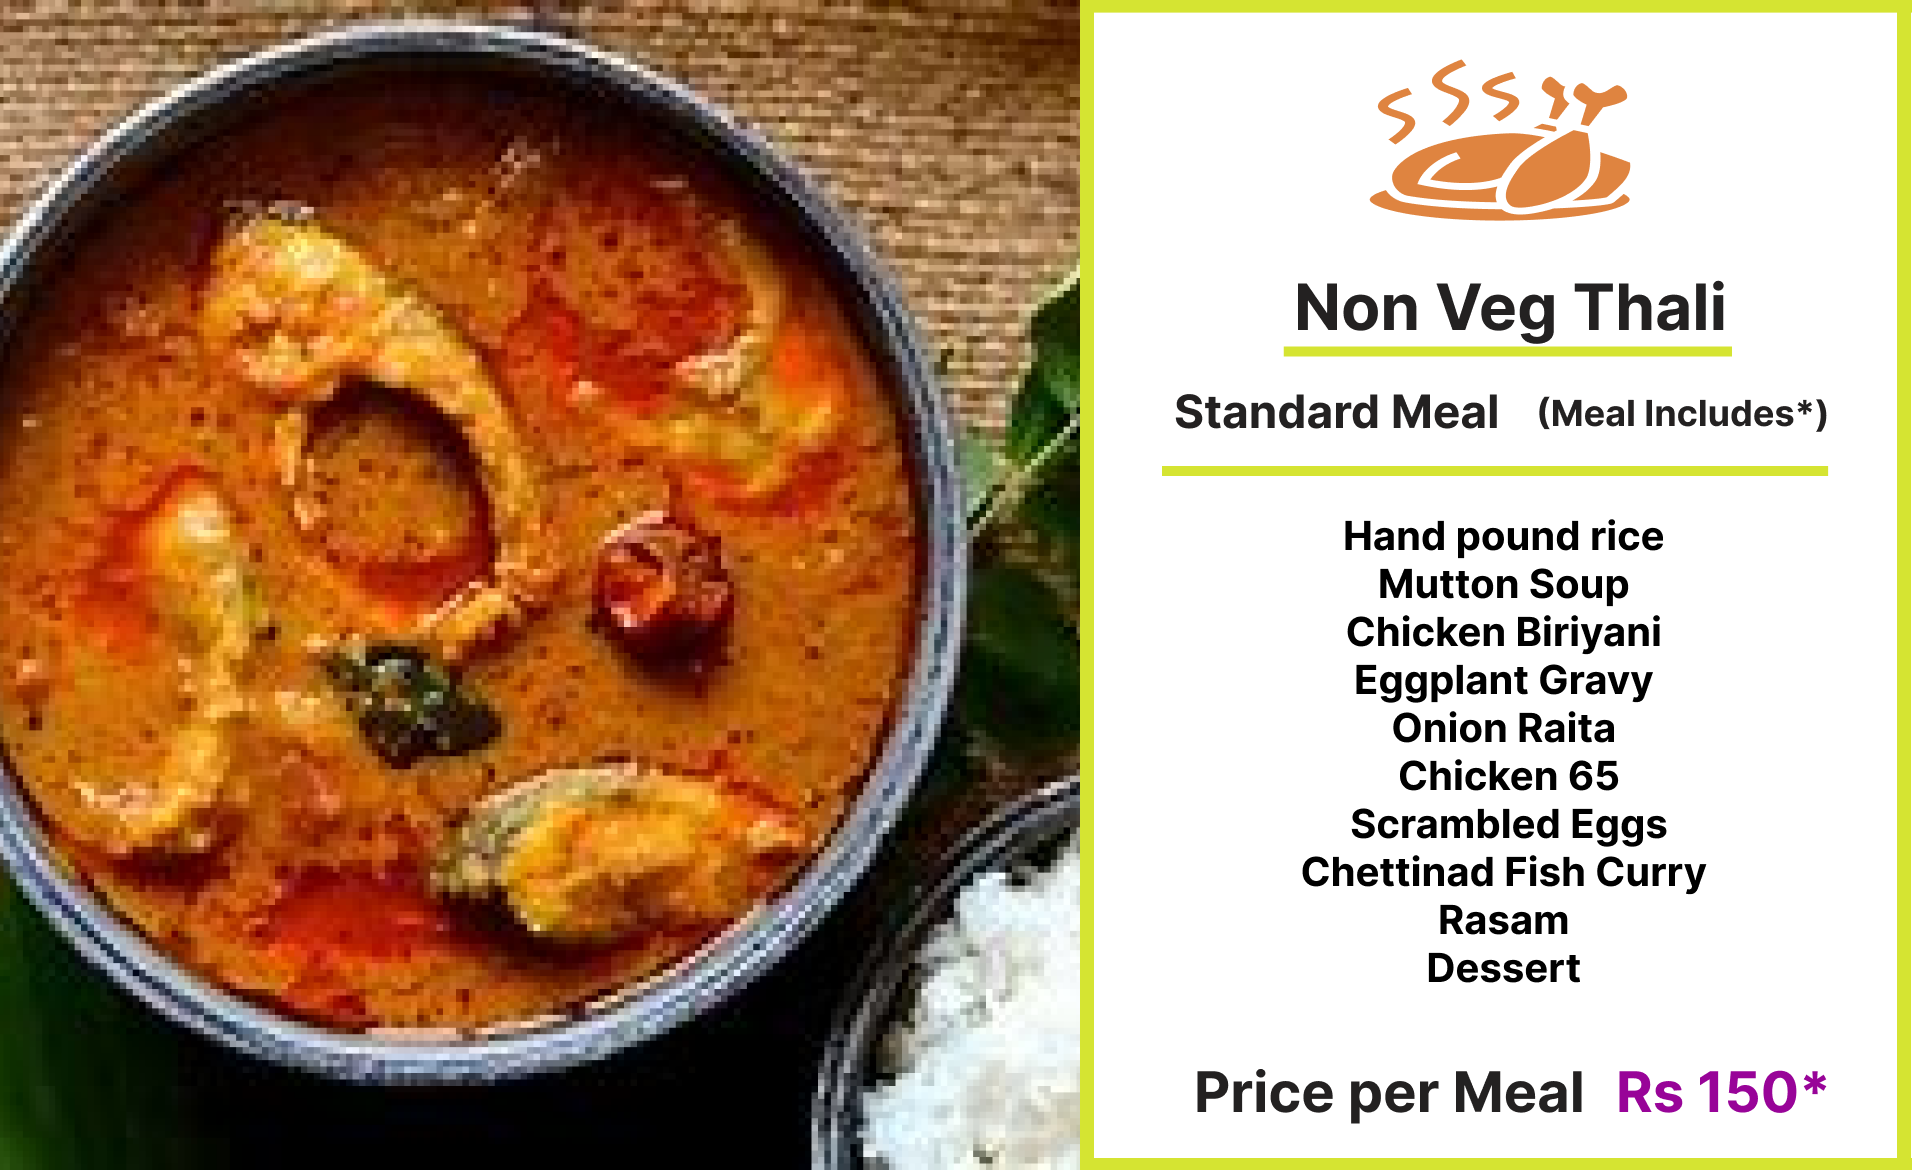 Non Veg Thali
Standard Meal (Meal Includes*)
Hand pound rice
Mutton Soup
Chicken Biriyani
Eggplant Gravy
Onion Raita
Chicken 65
Scrambled Eggs
Chettinad Fish Curry
Rasam
Dessert
Price per Meal Rs 150*